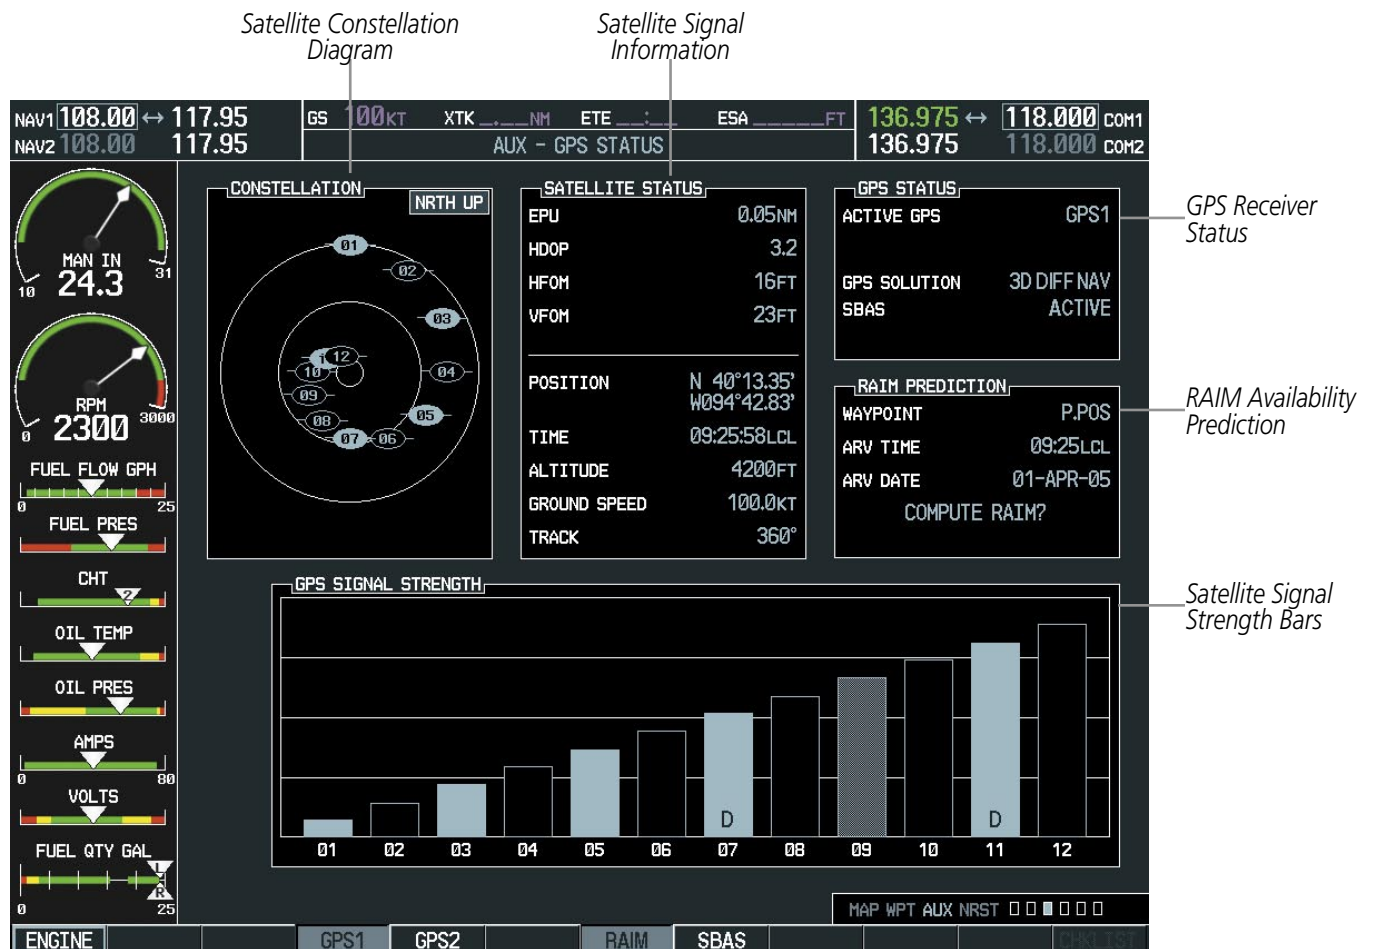 Satellite Constellation
Diagram
Satellite Signal
Information
NAV1 108.00 ↔ 117.95
NAV2 108.00 117.95
GS 100KT XTK _.__NM ETE __:__ ESA ______FT
AUX - GPS STATUS
136.975 ↔ 118.000 COM1
136.975 118.000 COM2
MAN IN
24.3
10 31
RPM
2300
0 3000
FUEL FLOW GPH
0 25
FUEL PRES
CHT
2
OIL TEMP
OIL PRES
AMPS
0 80
VOLTS
FUEL QTY GAL
L
R
0 25
CONSTELLATION
NRTH UP
01
02
03
12
10
04
09
05
08
07
06
SATELLITE STATUS
EPU 0.05NM
HDOP 3.2
HFOM 16FT
VFOM 23FT
POSITION N 40°13.35'
W094°42.83'
TIME 09:25:58LCL
ALTITUDE 4200FT
GROUND SPEED 100.0KT
TRACK 360°
GPS STATUS
ACTIVE GPS GPS1
GPS SOLUTION 3D DIFF NAV
SBAS ACTIVE
GPS Receiver
Status
RAIM PREDICTION
WAYPOINT P.POS
ARV TIME 09:25LCL
ARV DATE 01-APR-05
COMPUTE RAIM?
RAIM Availability
Prediction
GPS SIGNAL STRENGTH
D D
01 02 03 04 05 06 07 08 09 10 11 12
Satellite Signal
Strength Bars
MAP WPT AUX NRST
ENGINE GPS1 GPS2 RAIM SBAS CHKLIST